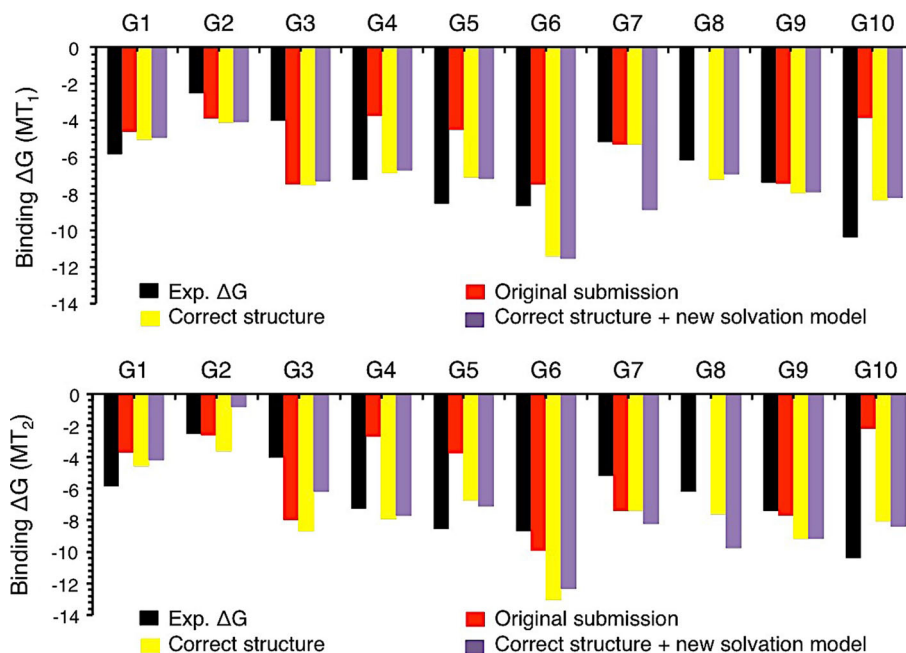 G1 G2 G3 G4 G5 G6 G7 G8 G9 G10
Binding ΔG (MT₁)
0
-2
-4
-6
-8
-10
-12
-14
Exp. ΔG
Original submission
Correct structure
Correct structure + new solvation model
G1 G2 G3 G4 G5 G6 G7 G8 G9 G10
Binding ΔG (MT₂)
0
-2
-4
-6
-8
-10
-12
-14
Exp. ΔG
Original submission
Correct structure
Correct structure + new solvation model